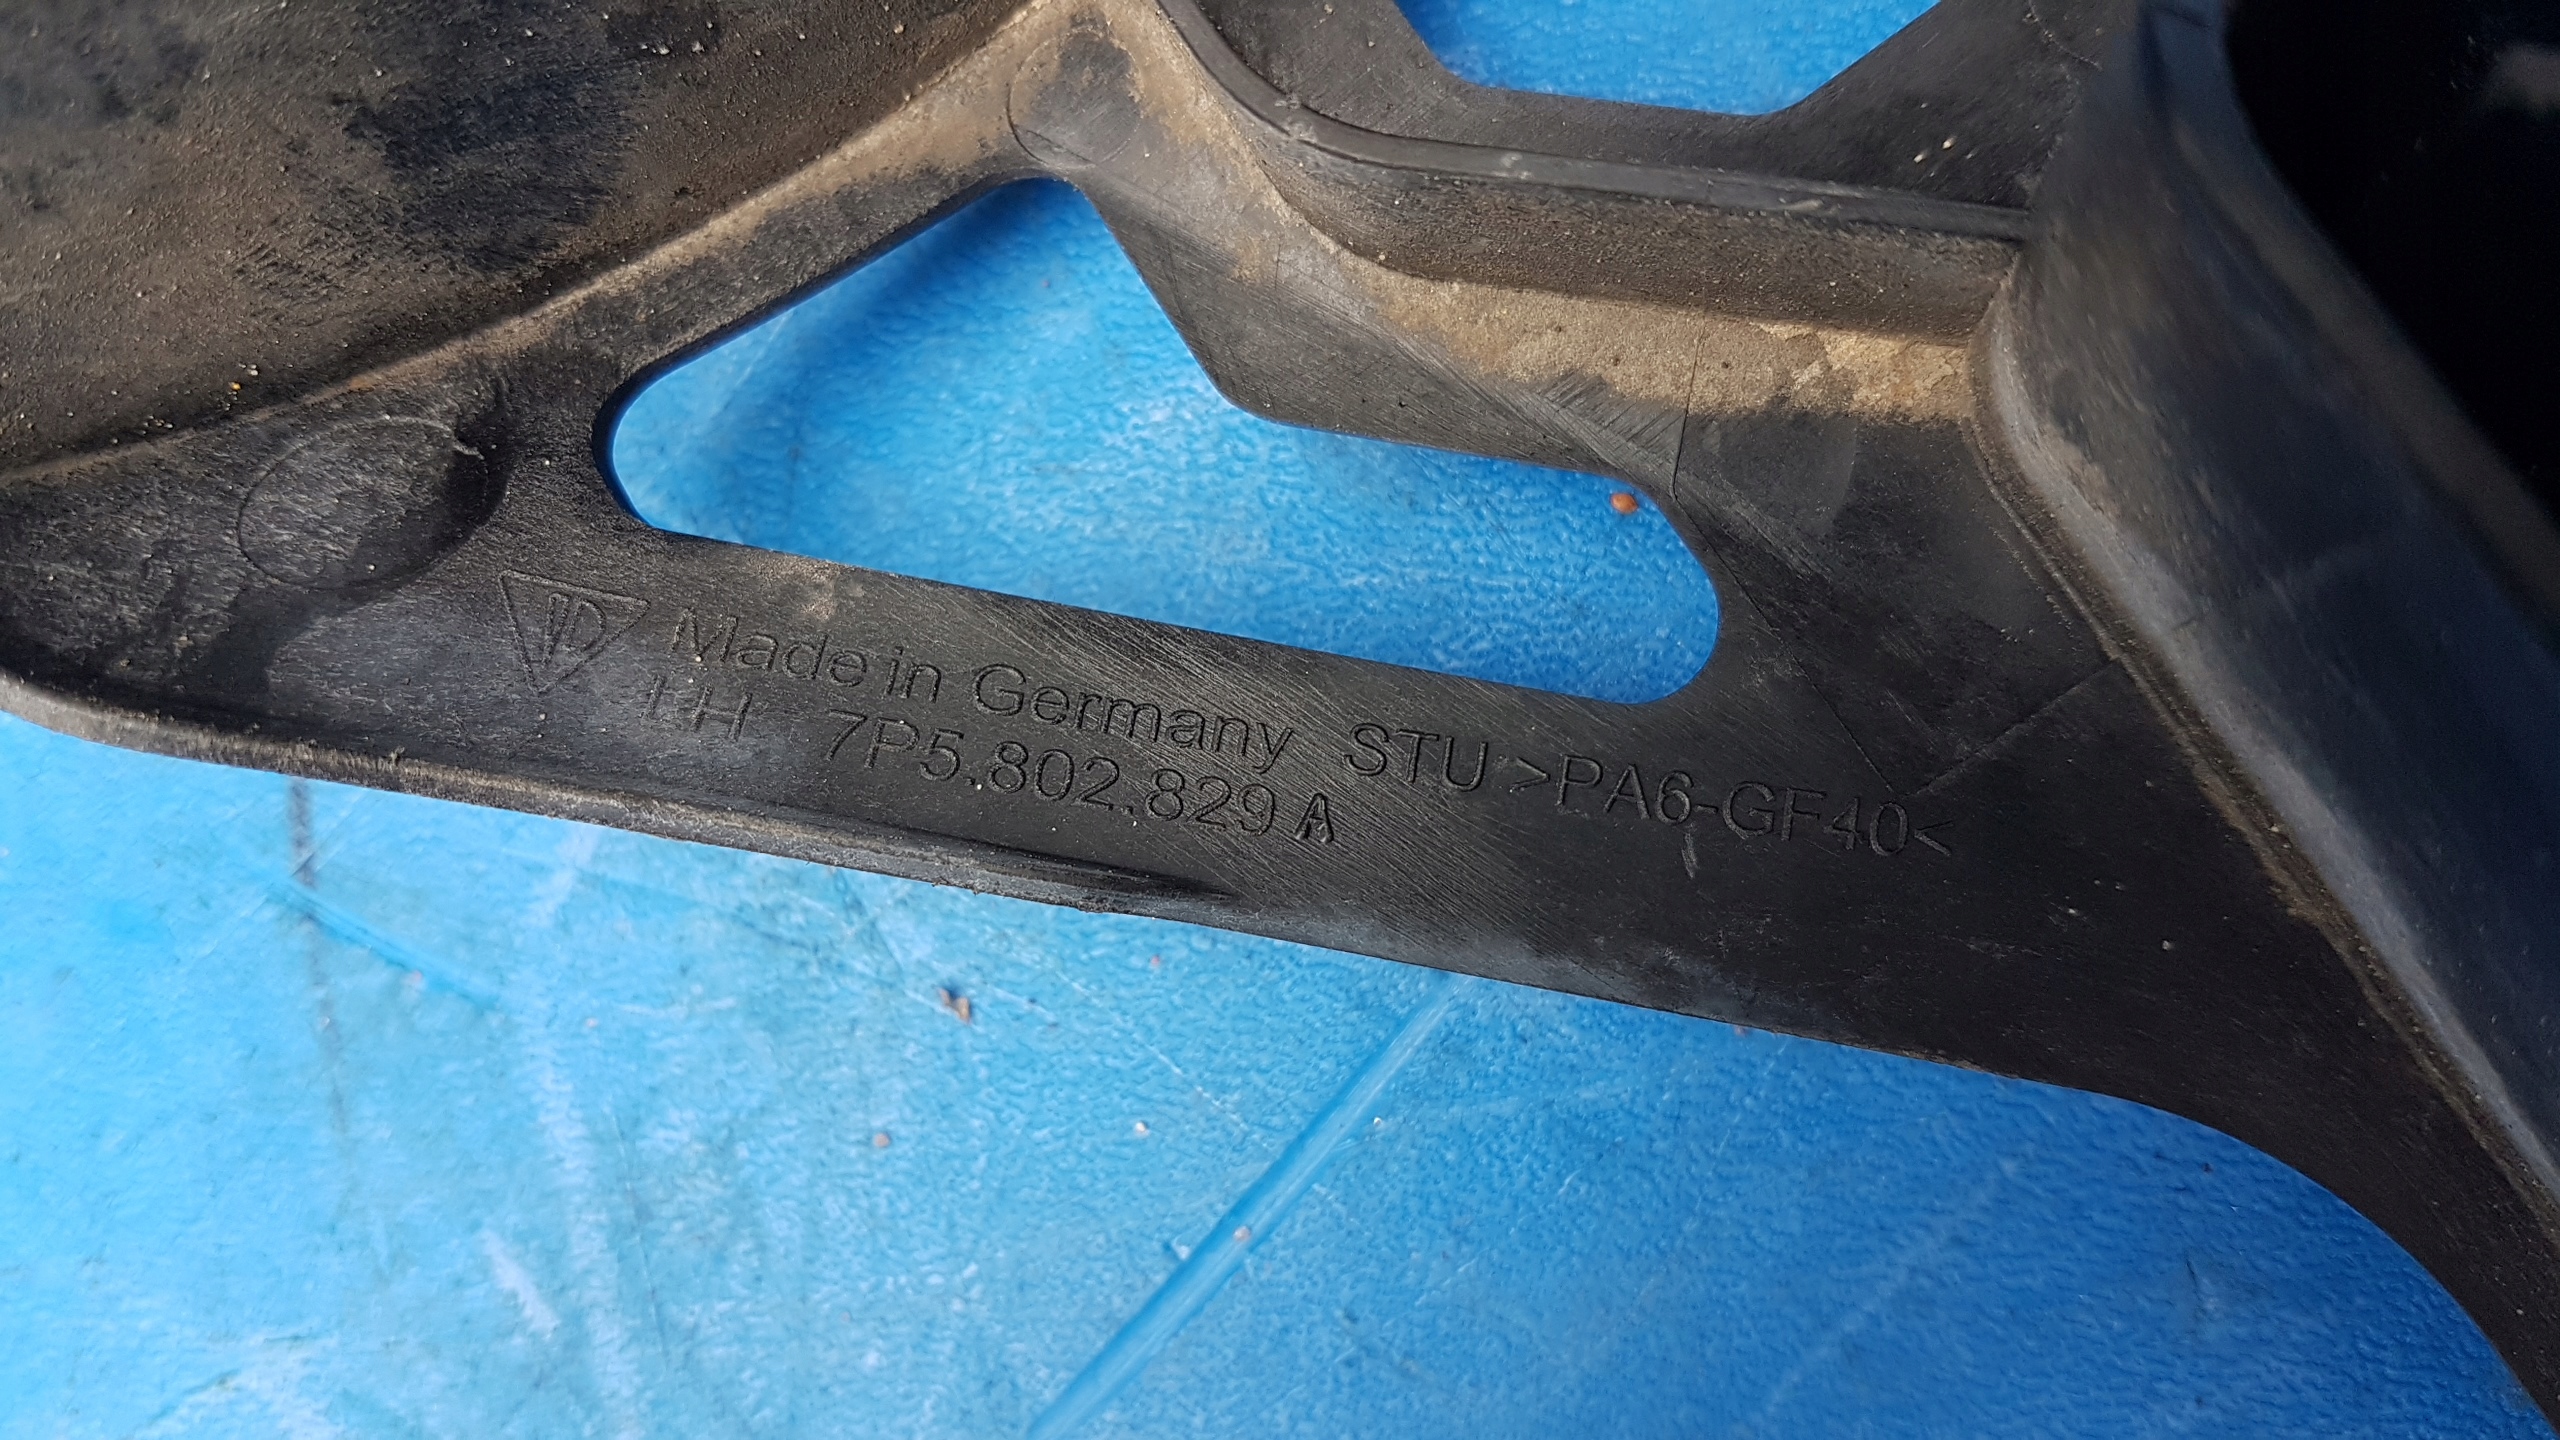 Made in Germany STU >PA6-GF40<
LH 7P5.802.829 A